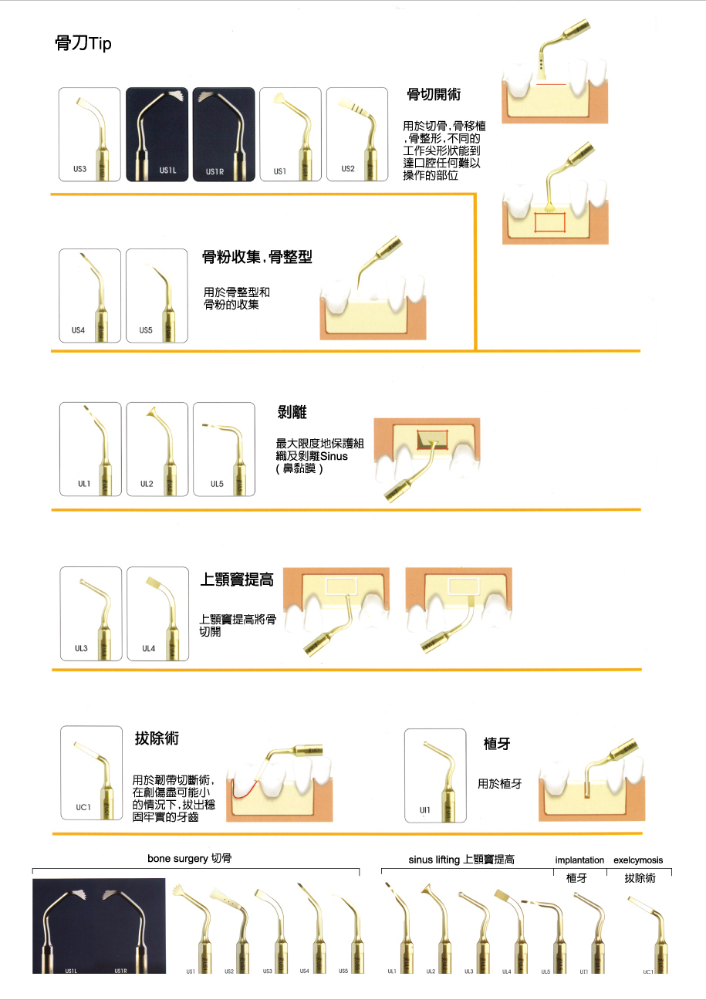 骨刀Tip
骨切開術
用於切骨,骨移植
,骨整形,不同的
工作尖形狀能到
達口腔任何難以
操作的部位
US3
US1L
US1R
US1
US2
骨粉收集,骨整型
用於骨整型和
骨粉的收集
US4
US5
剝離
最大限度地保護組
織及剝離Sinus
(鼻黏膜)
UL1
UL2
UL5
上顎竇提高
上顎竇提高將骨
切開
UL3
UL4
拔除術
用於韌帶切斷術,
在創傷盡可能小
的情況下,拔出穩
固牢實的牙齒
UC1
植牙
用於植牙
UI1
bone surgery 切骨
sinus lifting 上顎竇提高
implantation
exelcymosis
植牙
拔除術
US1L
US1R
US1
US2
US3
US4
US5
UL1
UL2
UL3
UL4
UL5
UI1
UC1